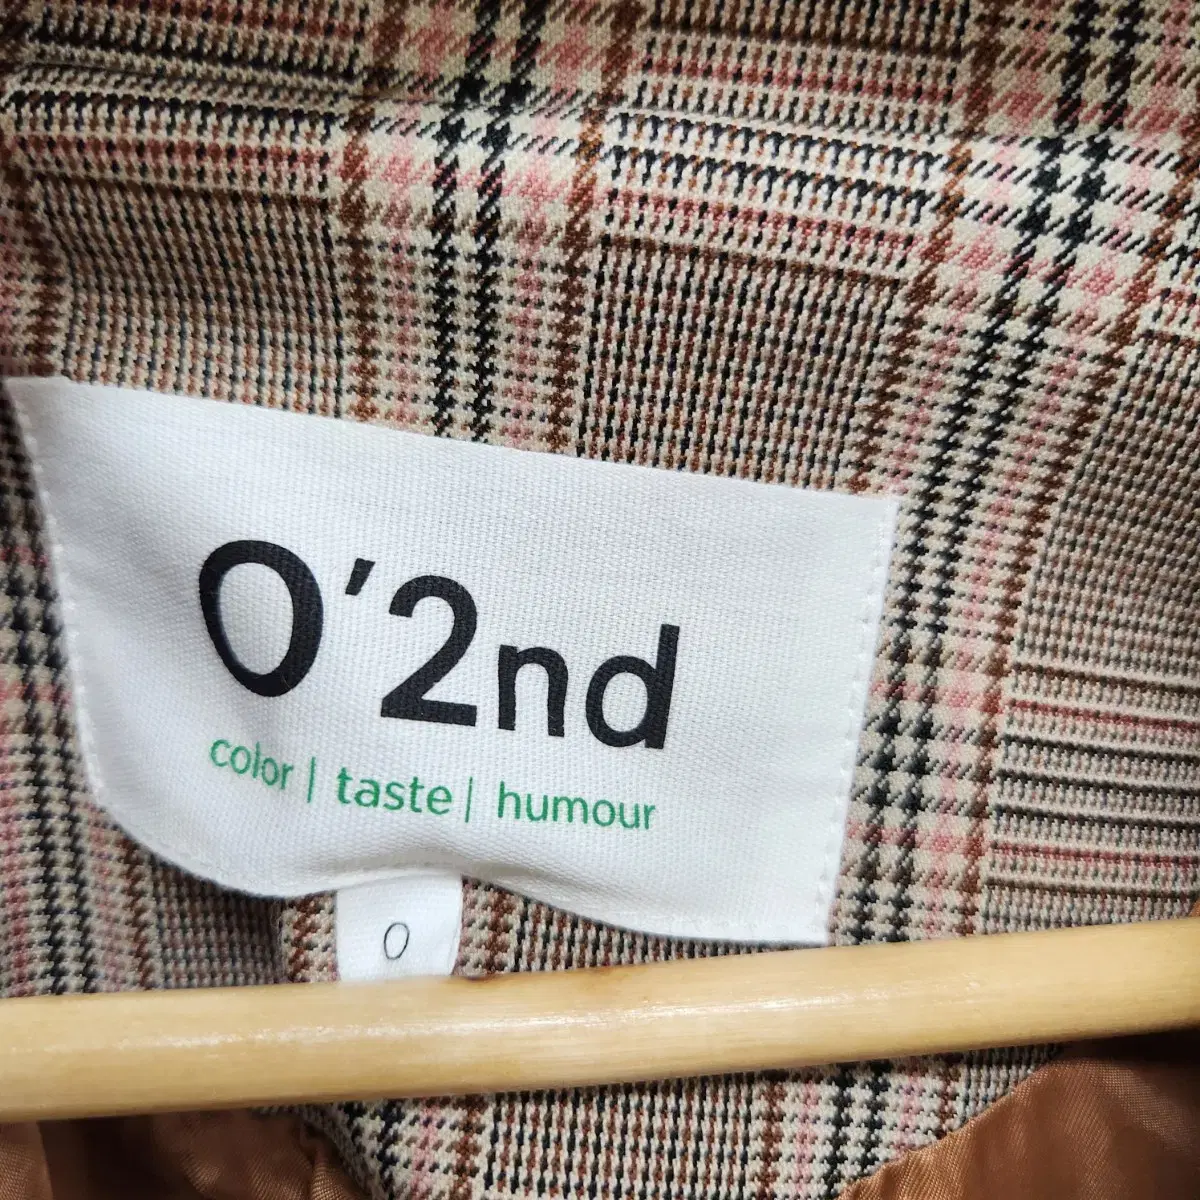 O'2nd
color | taste | humour
0